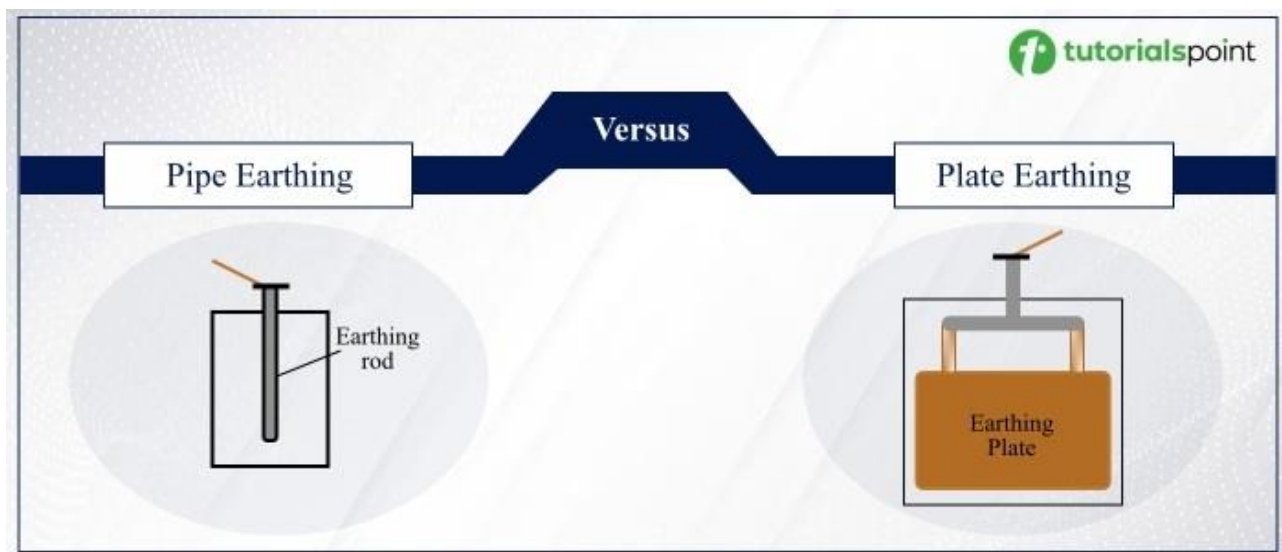 tutorialspoint
Versus
Pipe Earthing
Plate Earthing
Earthing
rod
Earthing
Plate